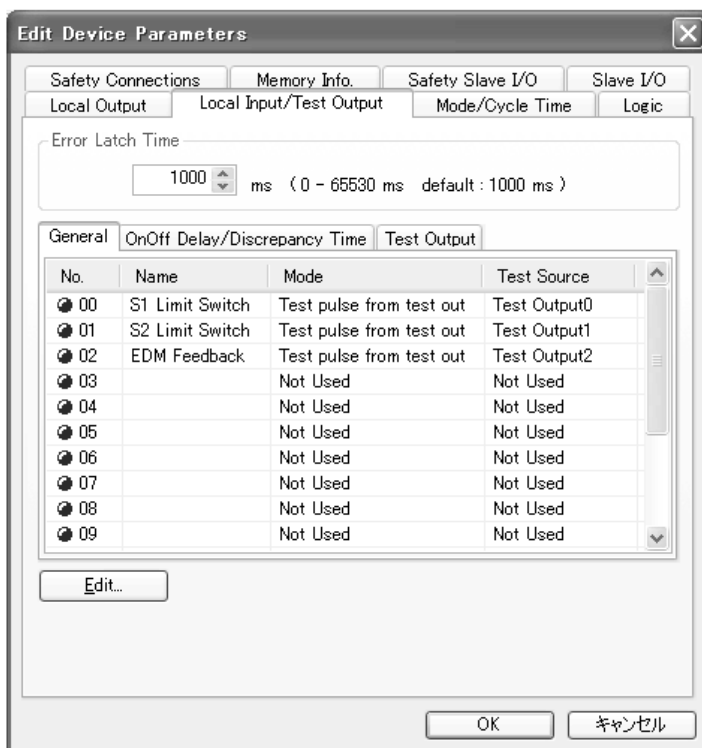 Edit Device Parameters
Safety Connections Memory Info. Safety Slave I/O Slave I/O
Local Output Local Input/Test Output Mode/Cycle Time Logic
Error Latch Time
1000 ms ( 0 - 65530 ms default : 1000 ms )
General OnOff Delay/Discrepancy Time Test Output
No. Name Mode Test Source
00 S1 Limit Switch Test pulse from test out Test Output0
01 S2 Limit Switch Test pulse from test out Test Output1
02 EDM Feedback Test pulse from test out Test Output2
03 Not Used Not Used
04 Not Used Not Used
05 Not Used Not Used
06 Not Used Not Used
07 Not Used Not Used
08 Not Used Not Used
09 Not Used Not Used
Edit...
OK キャンセル